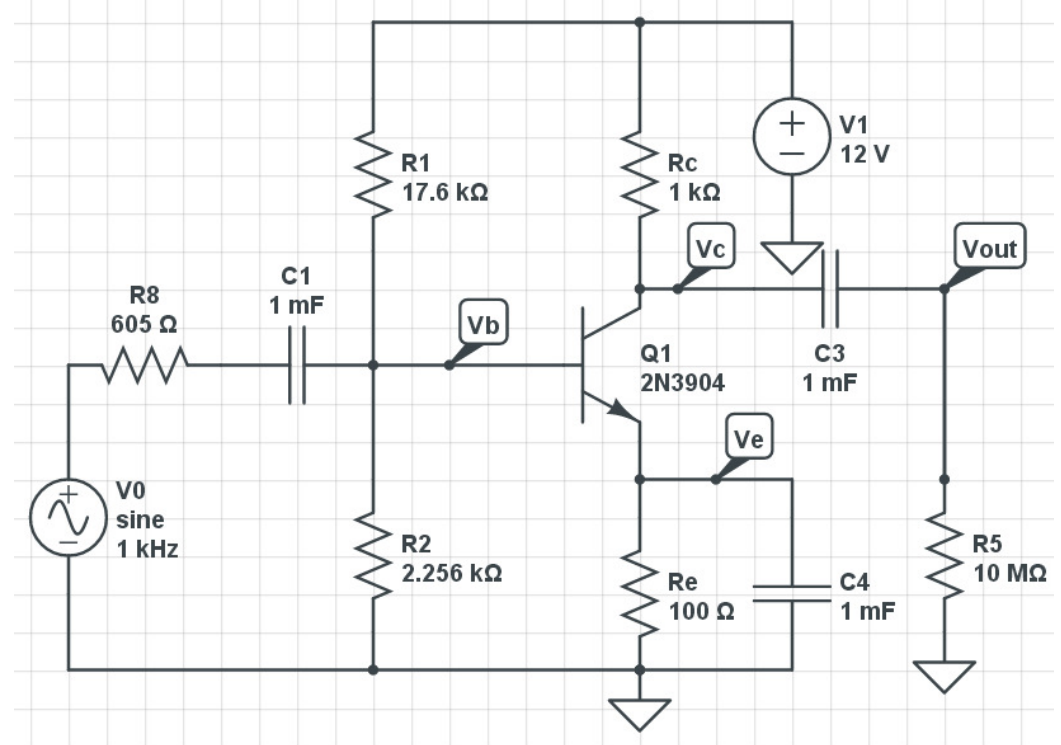 V1
12 V
R1
17.6 kΩ
Rc
1 kΩ
Vc
Vout
C1
1 mF
R8
605 Ω
Vb
Q1
2N3904
C3
1 mF
Ve
V0
sine
1 kHz
R2
2.256 kΩ
Re
100 Ω
C4
1 mF
R5
10 MΩ